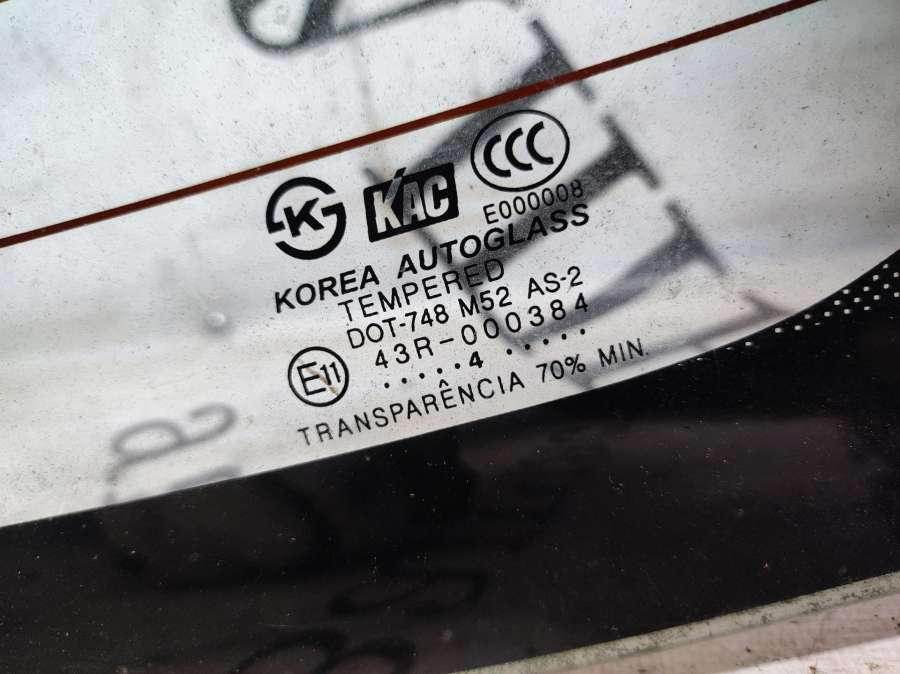 K KAC CCC
E000008
KOREA AUTOGLASS
TEMPERED
DOT-748 M52 AS-2
43R-000384
E11
.....4.....
TRANSPARÊNCIA 70% MIN.